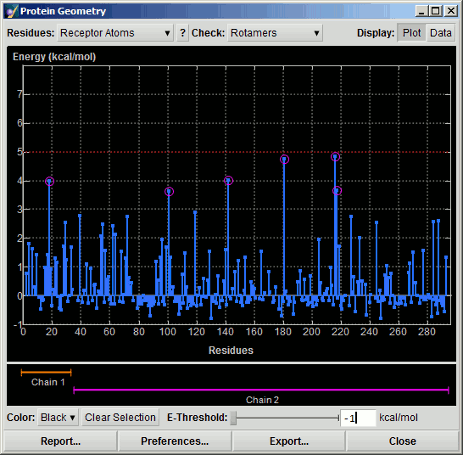 Protein Geometry
Residues: Receptor Atoms ? Check: Rotamers Display: Plot Data
Energy (kcal/mol)
7
6
5
4
3
2
1
0
-1
0 20 40 60 80 100 120 140 160 180 200 220 240 260 280
Residues
Chain 1
Chain 2
Color: Black Clear Selection E-Threshold: -1 kcal/mol
Report... Preferences... Export... Close